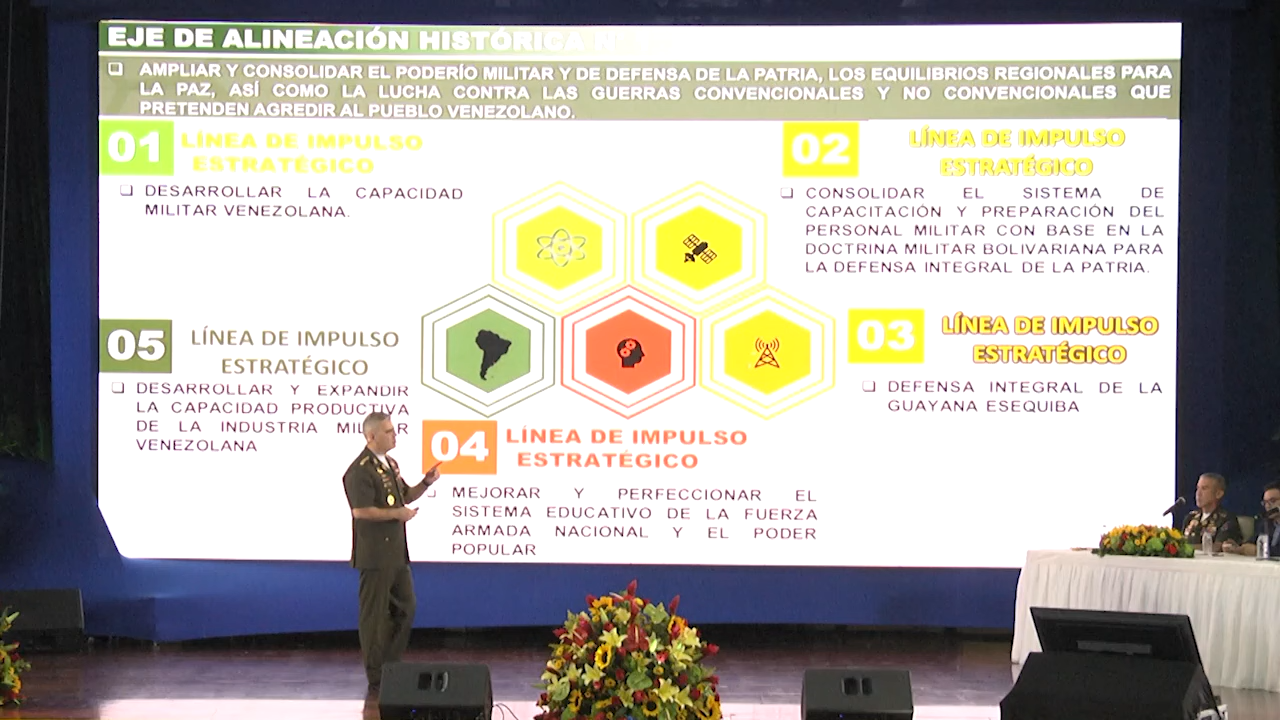 EJE DE ALINEACIÓN HISTÓRICA
❑ AMPLIAR Y CONSOLIDAR EL PODERÍO MILITAR Y DE DEFENSA DE LA PATRIA, LOS EQUILIBRIOS REGIONALES PARA
LA PAZ, ASÍ COMO LA LUCHA CONTRA LAS GUERRAS CONVENCIONALES Y NO CONVENCIONALES QUE
PRETENDEN AGREDIR AL PUEBLO VENEZOLANO.
01
LÍNEA DE IMPULSO
ESTRATÉGICO
❑ DESARROLLAR LA CAPACIDAD
MILITAR VENEZOLANA.
02
LÍNEA DE IMPULSO
ESTRATÉGICO
❑ CONSOLIDAR EL SISTEMA DE
CAPACITACIÓN Y PREPARACIÓN DEL
PERSONAL MILITAR CON BASE EN LA
DOCTRINA MILITAR BOLIVARIANA PARA
LA DEFENSA INTEGRAL DE LA PATRIA.
03
LÍNEA DE IMPULSO
ESTRATÉGICO
❑ DEFENSA INTEGRAL DE LA
GUAYANA ESEQUIBA
05
LÍNEA DE IMPULSO
ESTRATÉGICO
❑ DESARROLLAR Y EXPANDIR
LA CAPACIDAD PRODUCTIVA
DE LA INDUSTRIA
VENEZOLANA
04
LÍNEA DE IMPULSO
ESTRATÉGICO
MEJORAR Y PERFECCIONAR EL
SISTEMA EDUCATIVO DE LA FUERZA
ARMADA NACIONAL Y EL PODER
POPULAR